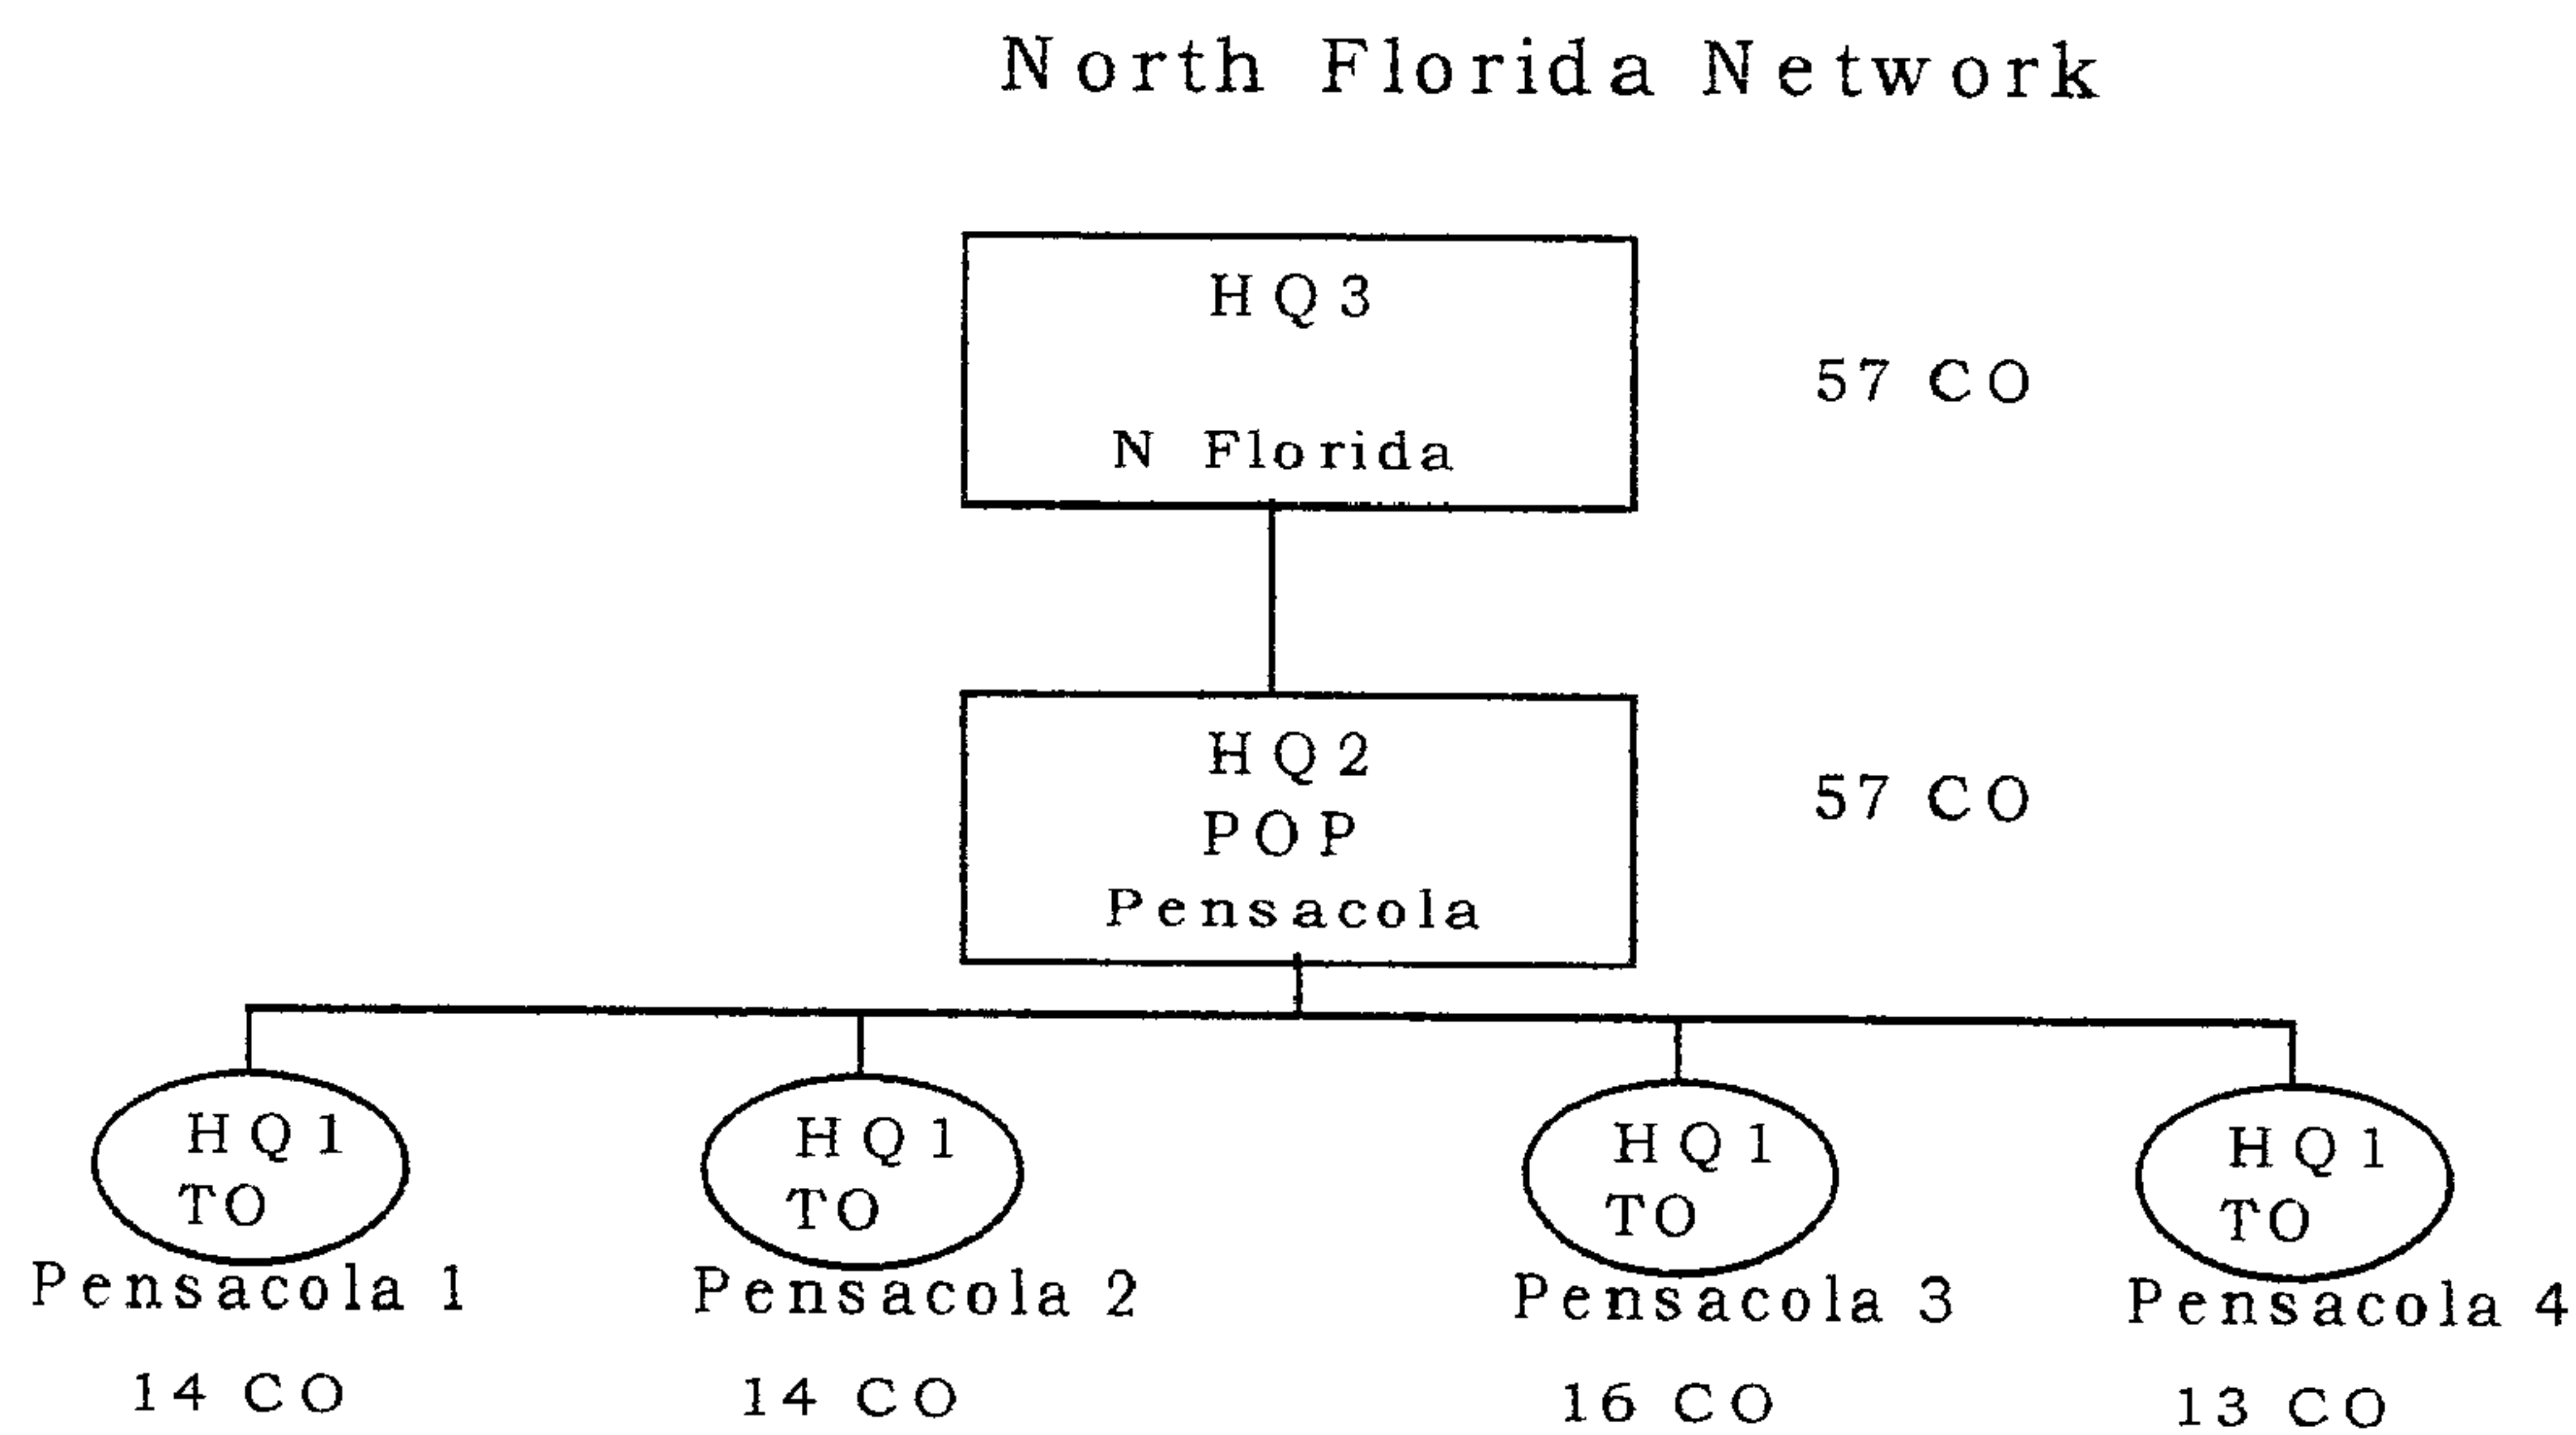 North Florida Network
HQ3
N Florida
57 CO
HQ2
POP
Pensacola
57 CO
HQ1
TO
Pensacola 1
14 CO
HQ1
TO
Pensacola 2
14 CO
HQ1
TO
Pensacola 3
16 CO
HQ1
TO
Pensacola 4
13 CO